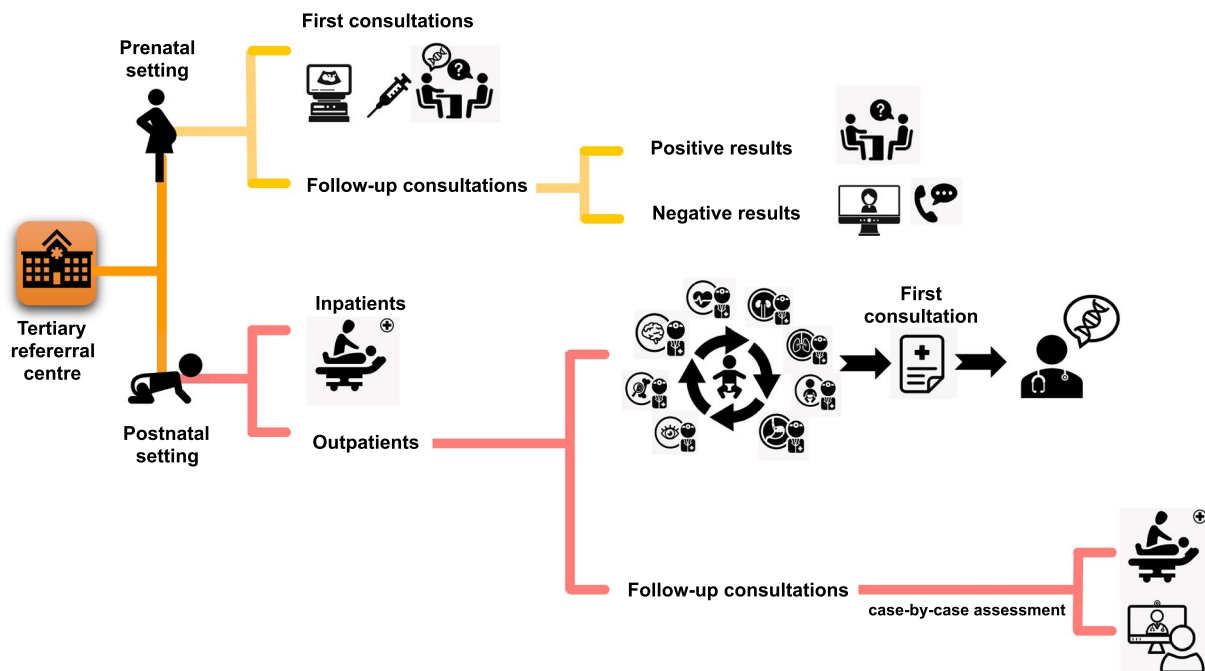 First consultations
Prenatal
setting
Positive results
Follow-up consultations
Negative results
Tertiary
refererral
centre
Inpatients
First
consultation
Postnatal
setting
Outpatients
Follow-up consultations
case-by-case assessment